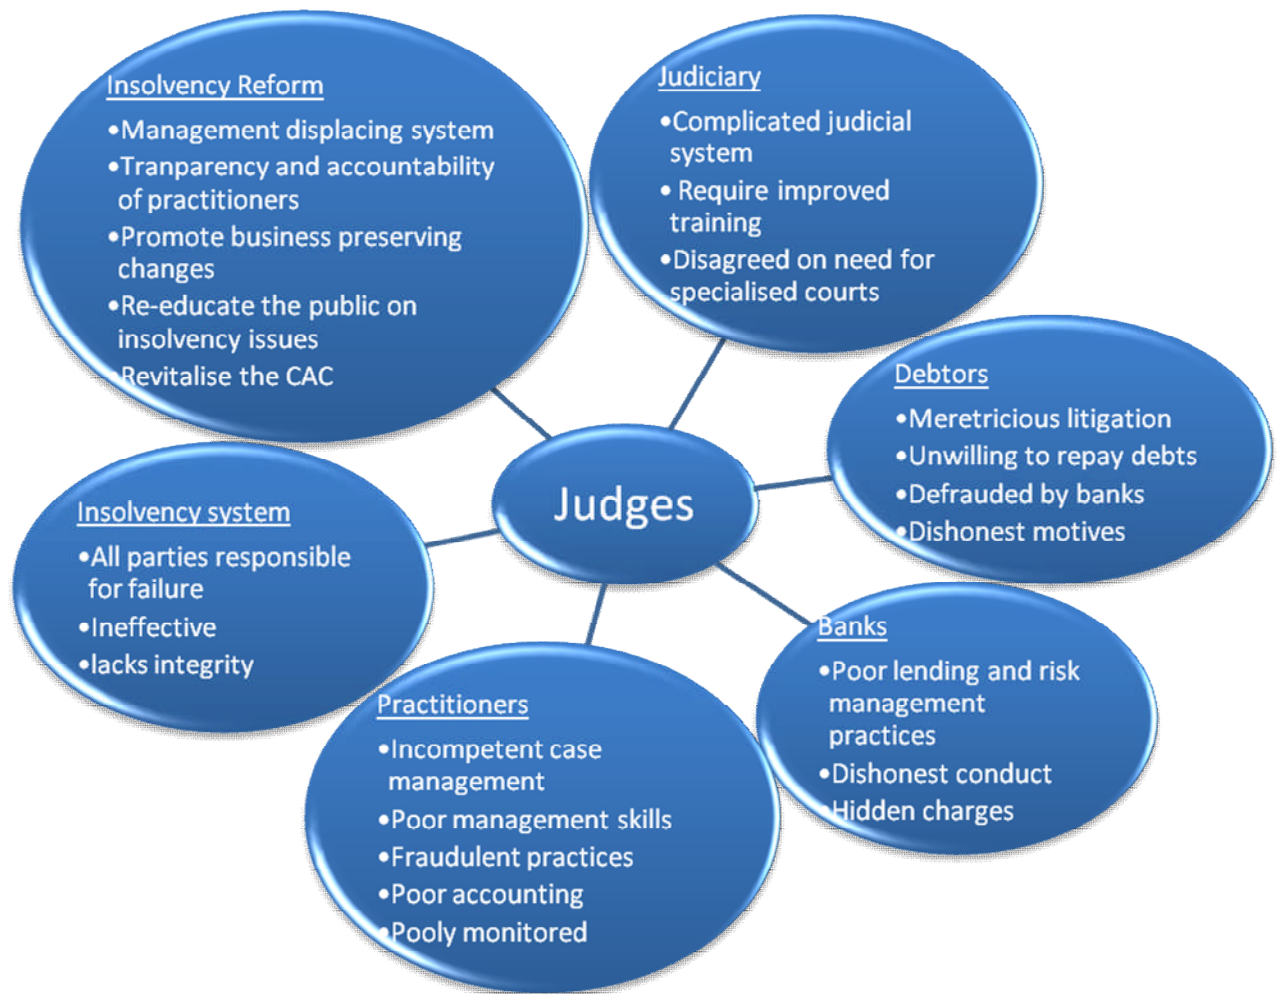 Insolvency Reform
•Management displacing system
•Tranparency and accountability
of practitioners
•Promote business preserving
changes
•Re-educate the public on
insolvency issues
•Revitalise the CAC
Judiciary
•Complicated judicial
system
• Require improved
training
•Disagreed on need for
specialised courts
Debtors
•Meretricious litigation
•Unwilling to repay debts
•Defrauded by banks
•Dishonest motives
Judges
Insolvency system
•All parties responsible
for failure
•Ineffective
•lacks integrity
Banks
•Poor lending and risk
management
practices
•Dishonest conduct
•Hidden charges
Practitioners
•Incompetent case
management
•Poor management skills
•Fraudulent practices
•Poor accounting
•Pooly monitored